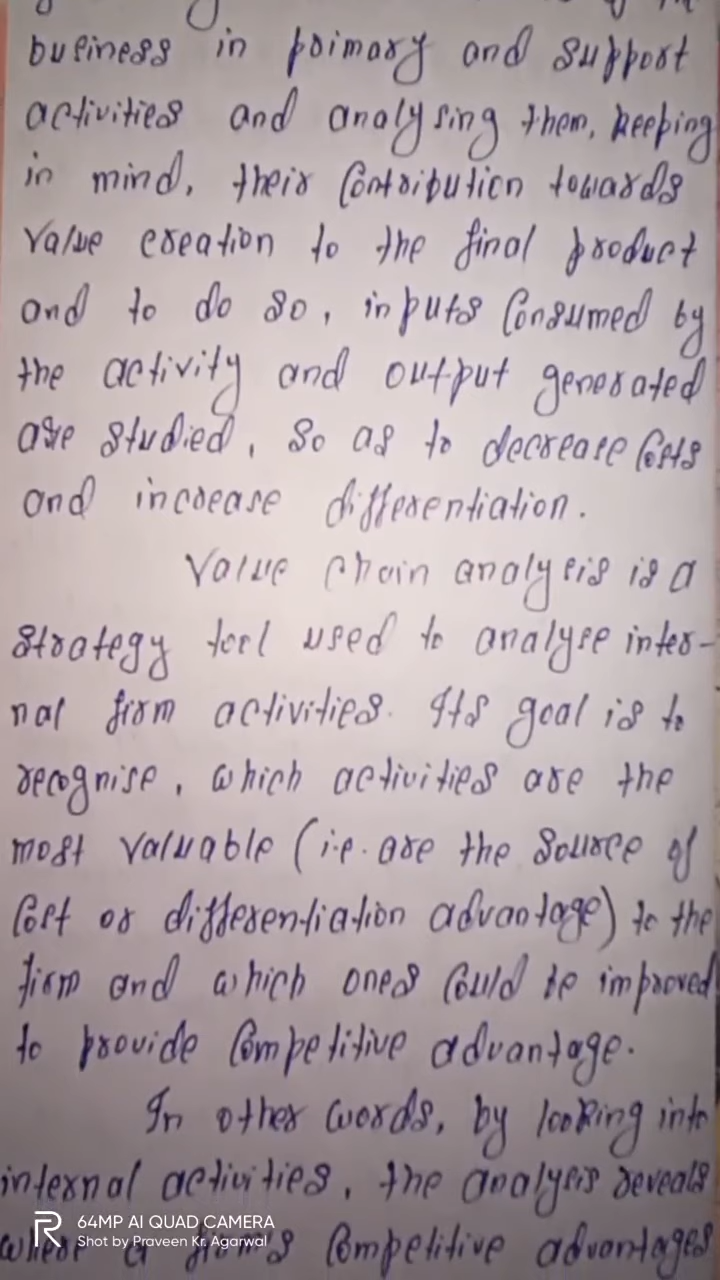 business in primary and support
activities and analysing them, keeping
in mind, their Contribution towards
Value creation to the final product
and to do so, inputs Consumed by
the activity and output generated
are studied, So as to decrease Costs
and increase differentiation.
Value chain analysis is a
Strategy tool used to analyse inter-
nal firm activities. Its goal is to
recognise, which activities are the
most valuable (i.e. are the source of
Cost or differentiation advantage) to the
firm and which ones Could be improved
to provide Competitive advantage.
In other words, by looking into
internal activities, the analysis reveals
where a firm's Competitive advantages
64MP AI QUAD CAMERA
Shot by Praveen Kr. Agarwal